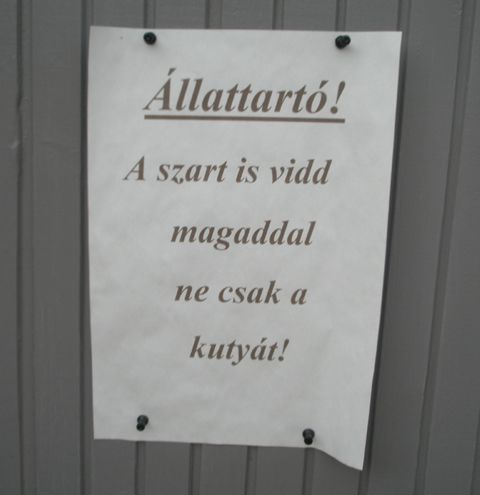 Állattartó!
A szart is vidd
magaddal
ne csak a
kutyát!